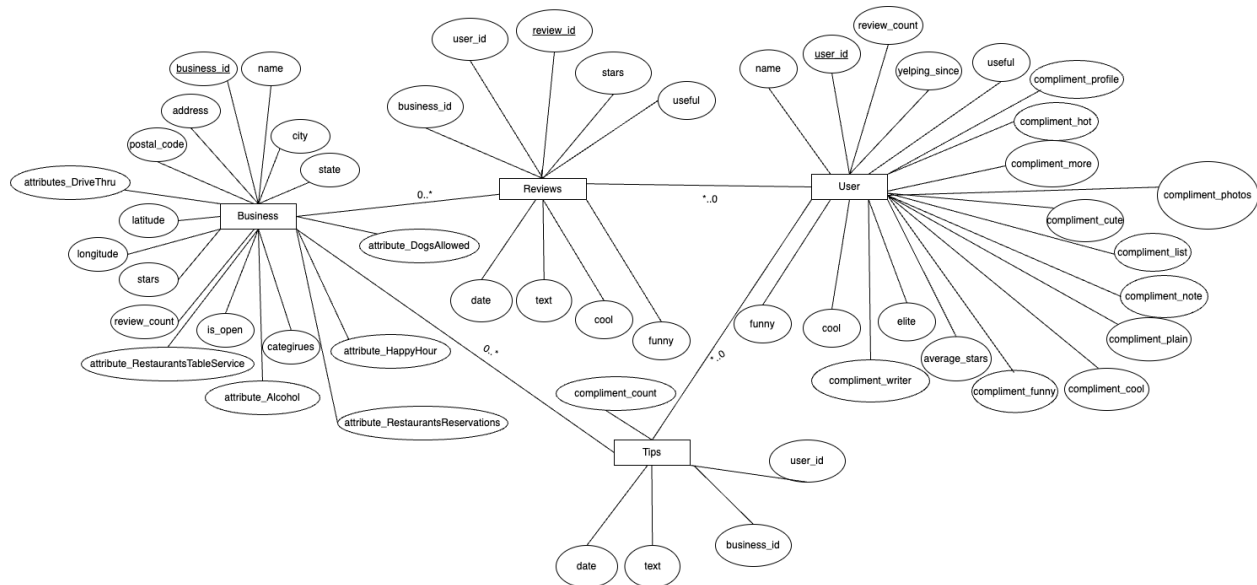 business_id
name
address
city
postal_code
state
attributes_DriveThru
Business
latitude
longitude
attribute_DogsAllowed
stars
review_count
is_open
categirues
attribute_HappyHour
attribute_RestaurantsTableService
attribute_Alcohol
attribute_RestaurantsReservations
0..*
user_id
review_id
stars
business_id
useful
Reviews
date
text
cool
funny
*..0
name
user_id
review_count
yelping_since
useful
compliment_profile
compliment_hot
compliment_more
compliment_photos
User
compliment_cute
compliment_list
compliment_note
compliment_plain
compliment_cool
compliment_funny
average_stars
elite
compliment_writer
cool
funny
0..*
*..0
compliment_count
Tips
user_id
business_id
date
text